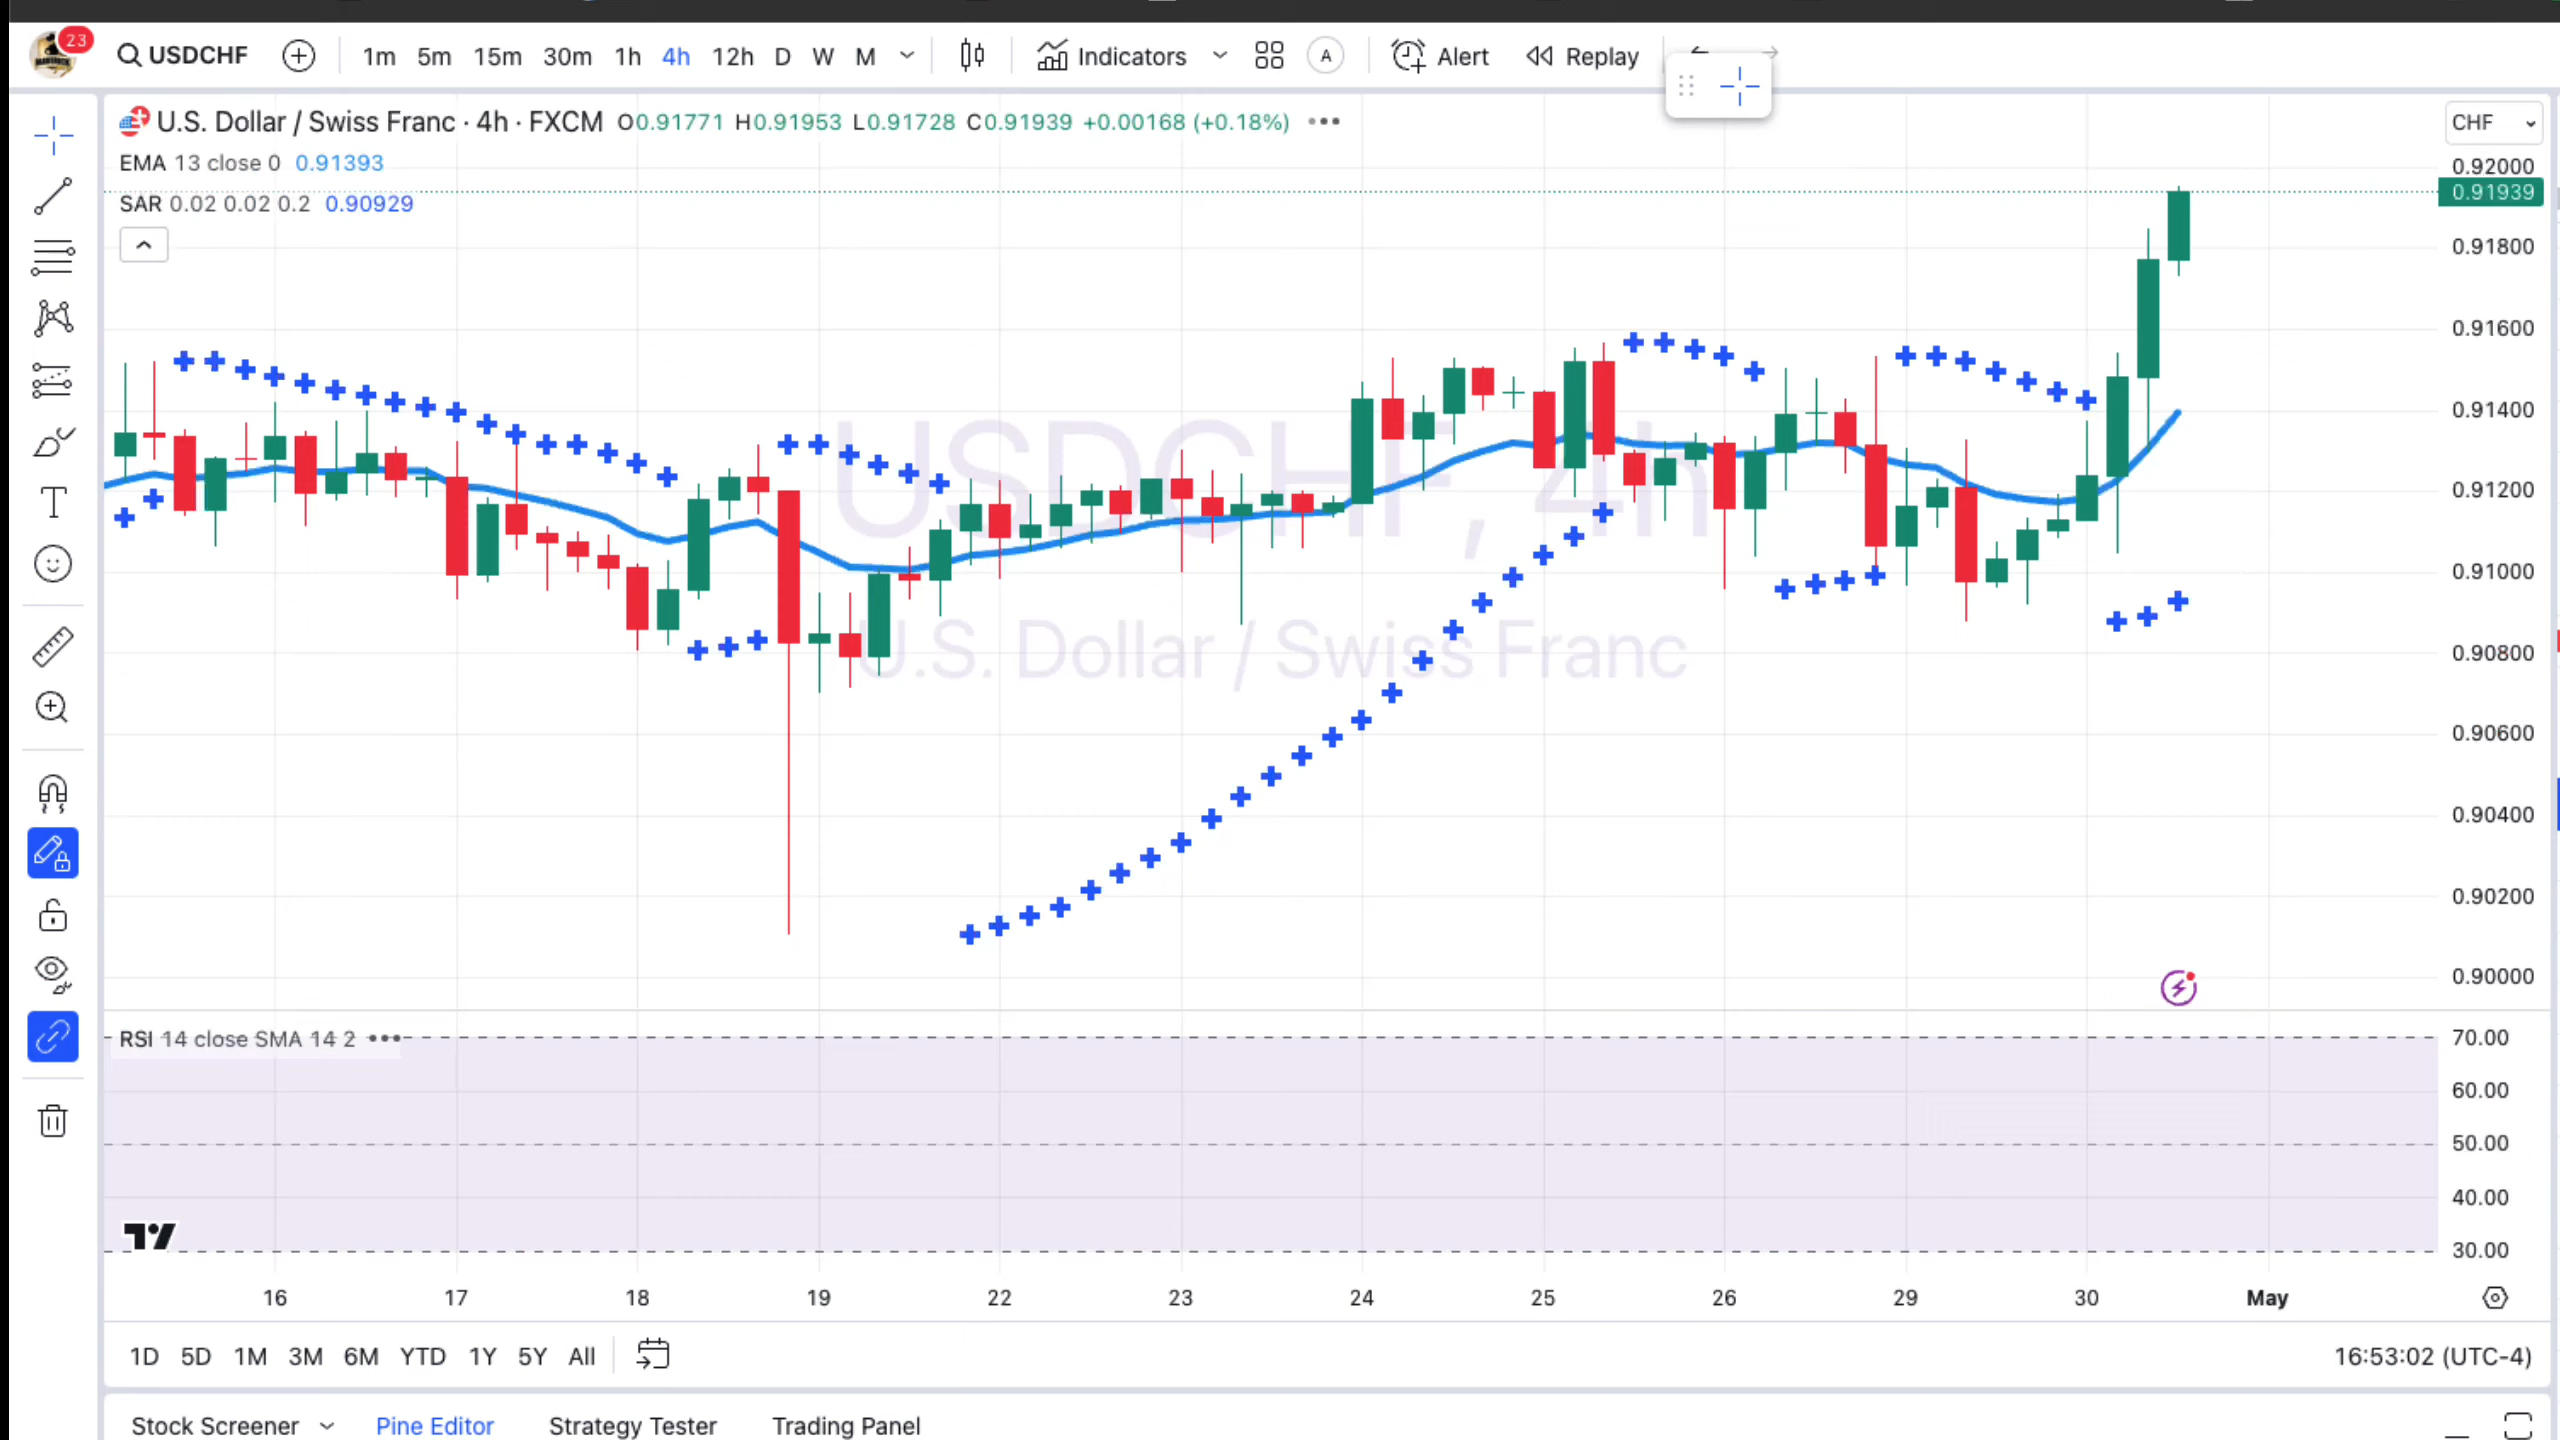 23
USDCHF 1m 5m 15m 30m 1h 4h 12h D W M Indicators A Alert Replay
U.S. Dollar / Swiss Franc · 4h · FXCM O0.91771 H0.91953 L0.91728 C0.91939 +0.00168 (+0.18%)
CHF
EMA 13 close 0 0.91393
SAR 0.02 0.02 0.2 0.90929
0.92000
0.91939
0.91800
0.91600
0.91400
0.91200
0.91000
0.90800
0.90600
0.90400
0.90200
0.90000
USDCHF, 4h
U.S. Dollar / Swiss Franc
RSI 14 close SMA 14 2
70.00
60.00
50.00
40.00
30.00
16 17 18 19 22 23 24 25 26 29 30 May
1D 5D 1M 3M 6M YTD 1Y 5Y All
16:53:02 (UTC-4)
Stock Screener Pine Editor Strategy Tester Trading Panel